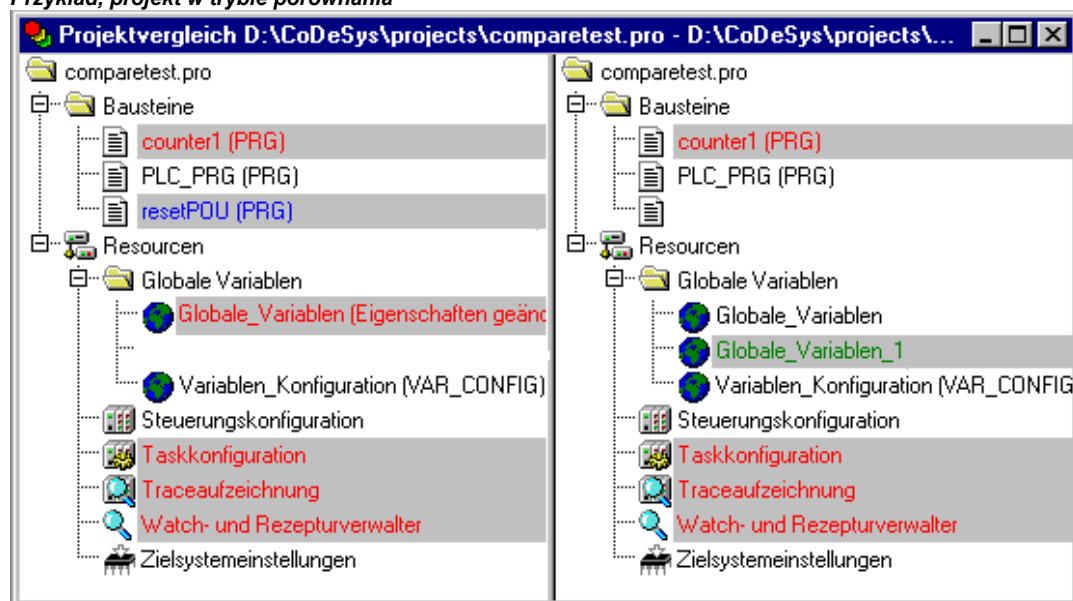 Przykład, projekt w trybie porównania
Projektvergleich D:\CoDeSys\projects\comparetest.pro - D:\CoDeSys\projects\...
comparetest.pro
Bausteine
counter1 (PRG)
PLC_PRG (PRG)
resetPOU (PRG)
Resourcen
Globale Variablen
Globale_Variablen (Eigenschaften geänd
Variablen_Konfiguration (VAR_CONFIG)
Steuerungskonfiguration
Taskkonfiguration
Traceaufzeichnung
Watch- und Rezepturverwalter
Zielsystemeinstellungen
comparetest.pro
Bausteine
counter1 (PRG)
PLC_PRG (PRG)
Resourcen
Globale Variablen
Globale_Variablen
Globale_Variablen_1
Variablen_Konfiguration (VAR_CONFIG
Steuerungskonfiguration
Taskkonfiguration
Traceaufzeichnung
Watch- und Rezepturverwalter
Zielsystemeinstellungen